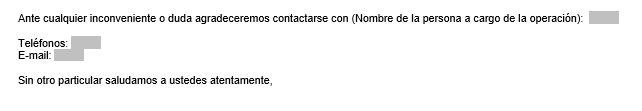 Ante cualquier inconveniente o duda agradeceremos contactarse con (Nombre de la persona a cargo de la operación):
Teléfonos:
E-mail:
Sin otro particular saludamos a ustedes atentamente,